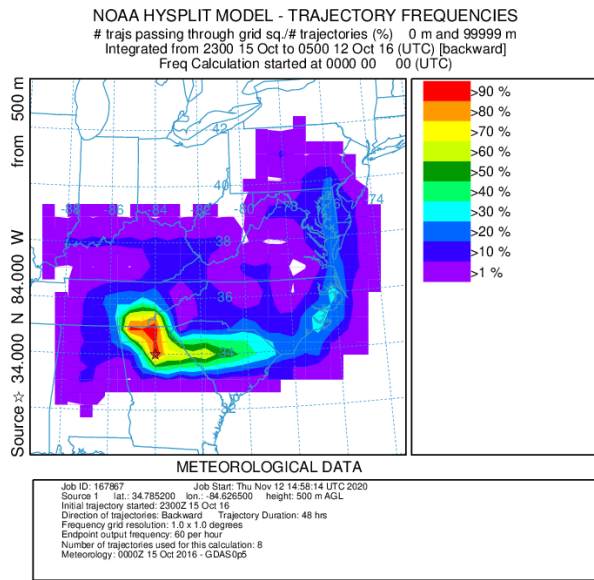 NOAA HYSPLIT MODEL - TRAJECTORY FREQUENCIES
# trajs passing through grid sq./# trajectories (%) 0 m and 99999 m
Integrated from 2300 15 Oct to 0500 12 Oct 16 (UTC) [backward]
Freq Calculation started at 0000 00 00 (UTC)
Source ☆ 34.000 N 84.000 W from 500 m
42
40
-88 -86 -84 -82 -78 -76 -74
38
36
34
32
>90 %
>80 %
>70 %
>60 %
>50 %
>40 %
>30 %
>20 %
>10 %
>1 %
METEOROLOGICAL DATA
Job ID: 167867 Job Start: Thu Nov 12 14:58:14 UTC 2020
Source 1 lat.: 34.785200 lon.: -84.626500 height: 500 m AGL
Initial trajectory started: 2300Z 15 Oct 16
Direction of trajectories: Backward Trajectory Duration: 48 hrs
Frequency grid resolution: 1.0 x 1.0 degrees
Endpoint output frequency: 60 per hour
Number of trajectories used for this calculation: 8
Meteorology: 0000Z 15 Oct 2016 - GDAS0p5